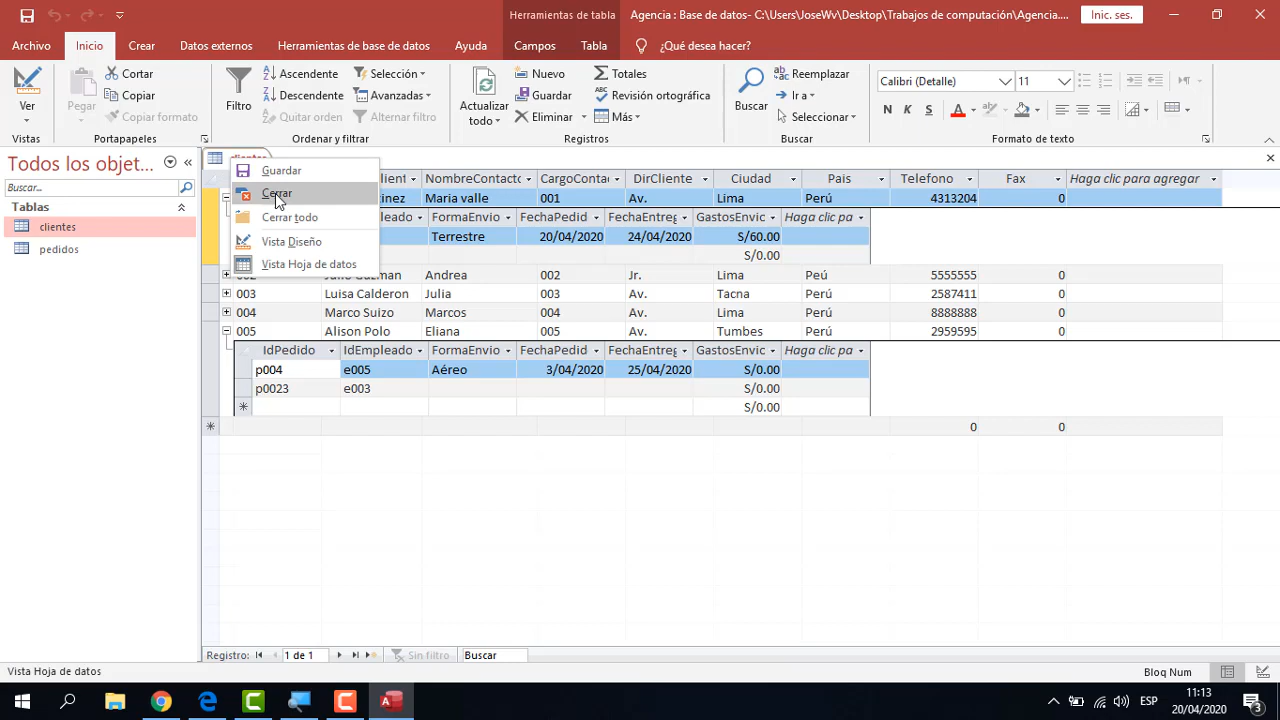 Herramientas de tabla
Agencia : Base de datos- C:\Users\JoseWv\Desktop\Trabajos de computación\Agencia....
Inic. ses.
Archivo Inicio Crear Datos externos Herramientas de base de datos Ayuda Campos Tabla ¿Qué desea hacer?
Ver
Vistas
Pegar
Cortar
Copiar
Copiar formato
Portapapeles
Filtro
Ascendente
Descendente
Quitar orden
Selección
Avanzadas
Alternar filtro
Ordenar y filtrar
Actualizar
todo
Nuevo
Guardar
Eliminar
Totales
Revisión ortográfica
Más
Registros
Buscar
Reemplazar
Ir a
Seleccionar
Buscar
Calibri (Detalle) 11
N K S A
Formato de texto
Todos los objet...
Buscar...
Tablas
clientes
pedidos
Guardar
Cerrar
Cerrar todo
Vista Diseño
Vista Hoja de datos
NombreContacto CargoConta DirCliente Ciudad Pais Telefono Fax Haga clic para agregar
Maria valle 001 Av. Lima Perú 4313204 0
FormaEnvio FechaPedid FechaEntreg GastosEnvic Haga clic pa
Terrestre 20/04/2020 24/04/2020 S/60.00
S/0.00
Andrea 002 Jr. Lima Peú 5555555 0
003 Luisa Calderon Julia 003 Av. Tacna Perú 2587411 0
004 Marco Suizo Marcos 004 Av. Lima Perú 8888888 0
005 Alison Polo Eliana 005 Av. Tumbes Perú 2959595 0
IdPedido IdEmpleado FormaEnvio FechaPedid FechaEntreg GastosEnvic Haga clic pa
p004 e005 Aéreo 3/04/2020 25/04/2020 S/0.00
p0023 e003 S/0.00
S/0.00
0 0
Registro: 1 de 1 Sin filtro Buscar
Vista Hoja de datos
Bloq Num
ESP
11:13
20/04/2020
3